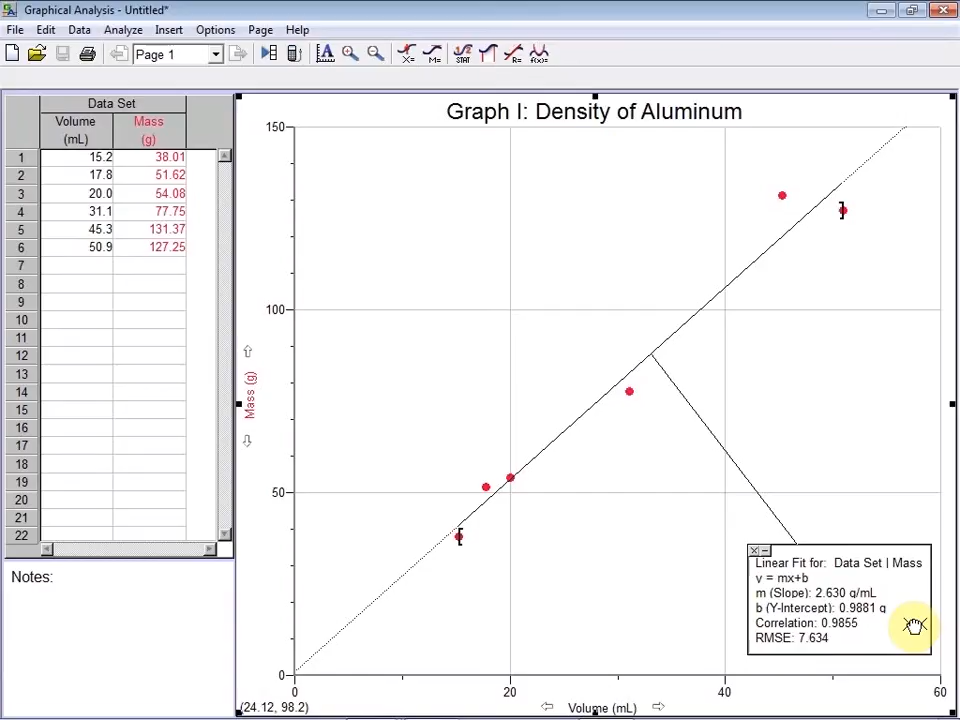 Graphical Analysis - Untitled*
File Edit Data Analyze Insert Options Page Help
Page 1
Data Set
Volume Mass
(mL) (g)
1 15.2 38.01
2 17.8 51.62
3 20.0 54.08
4 31.1 77.75
5 45.3 131.37
6 50.9 127.25
7
8
9
10
11
12
13
14
15
16
17
18
19
20
21
22
Notes:
Graph I: Density of Aluminum
150
100
Mass (g)
50
0
0 20 40 60
(24.12, 98.2)
Volume (mL)
Linear Fit for: Data Set | Mass
y = mx+b
m (Slope): 2.630 g/mL
b (Y-Intercept): 0.9881 g
Correlation: 0.9855
RMSE: 7.634